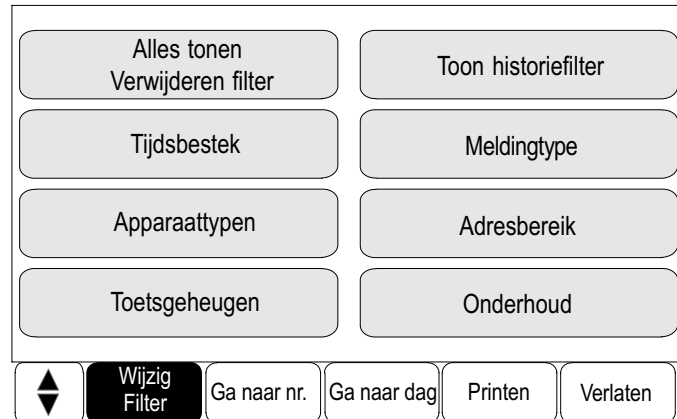 Alles tonen
Verwijderen filter
Toon historiefilter
Tijdsbestek
Meldingtype
Apparaattypen
Adresbereik
Toetsgeheugen
Onderhoud
Wijzig
Filter
Ga naar nr.
Ga naar dag
Printen
Verlaten